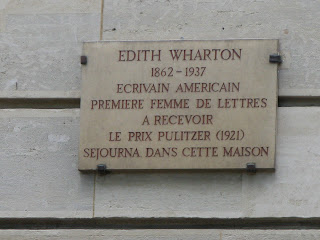 EDITH WHARTON
1862-1937
ECRIVAIN AMERICAIN
PREMIERE FEMME DE LETTRES
A RECEVOIR
LE PRIX PULITZER (1921)
SEJOURNA DANS CETTE MAISON